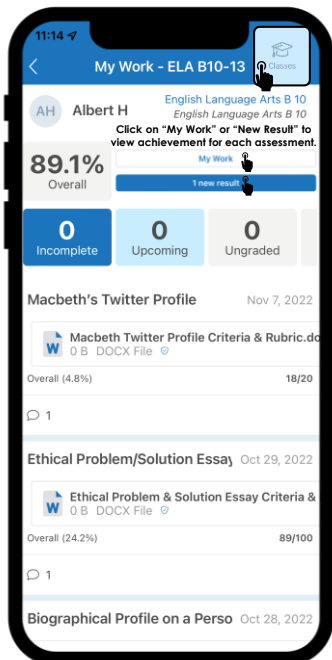 11:14
My Work - ELA B10-13
Classes
AH
Albert H
English Language Arts B 10
English Language Arts B 10
Click on “My Work” or “New Result” to
view achievement for each assessment.
89.1%
Overall
My Work
1 new result
0
Incomplete
0
Upcoming
0
Ungraded
Macbeth's Twitter Profile
Nov 7, 2022
W
Macbeth Twitter Profile Criteria & Rubric.do
0 B DOCX File
Overall (4.8%)
18/20
1
Ethical Problem/Solution Essay
Oct 29, 2022
W
Ethical Problem & Solution Essay Criteria &
0 B DOCX File
Overall (24.2%)
89/100
1
Biographical Profile on a Perso
Oct 28, 2022